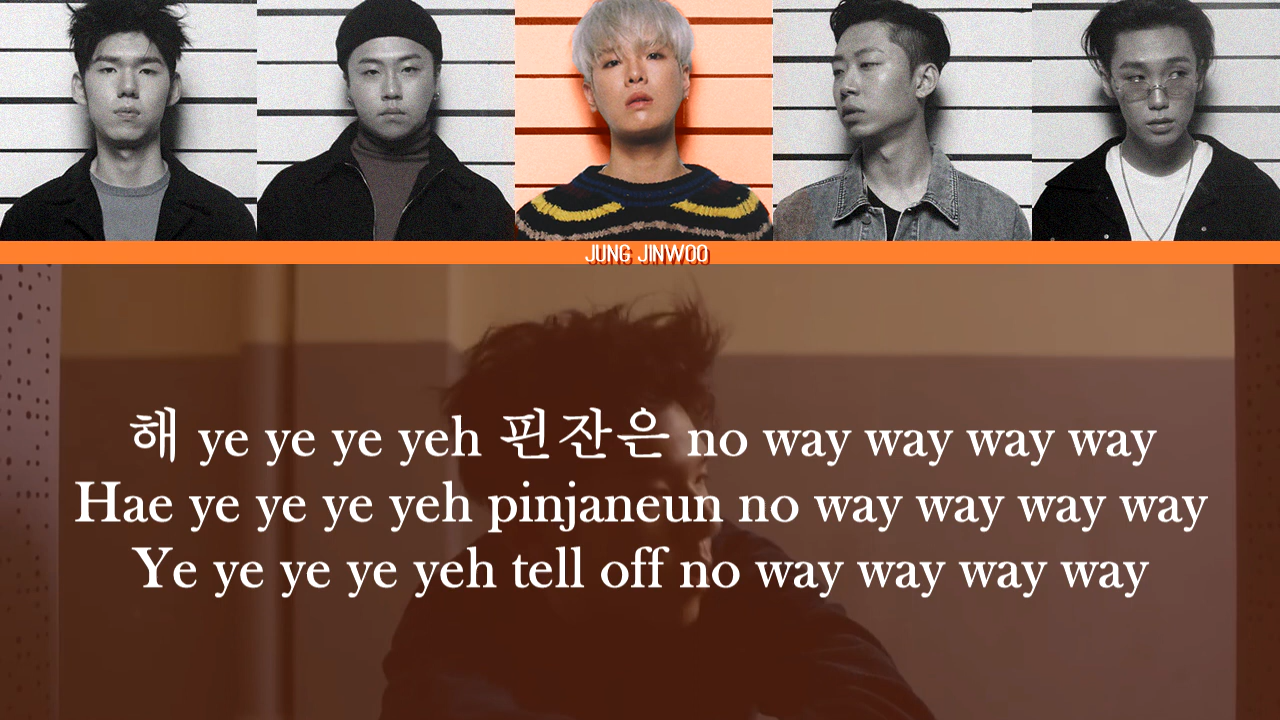 JUNG JINWOO
해 ye ye ye yeh 핀잔은 no way way way way
Hae ye ye ye yeh pinjaneun no way way way way
Ye ye ye ye yeh tell off no way way way way